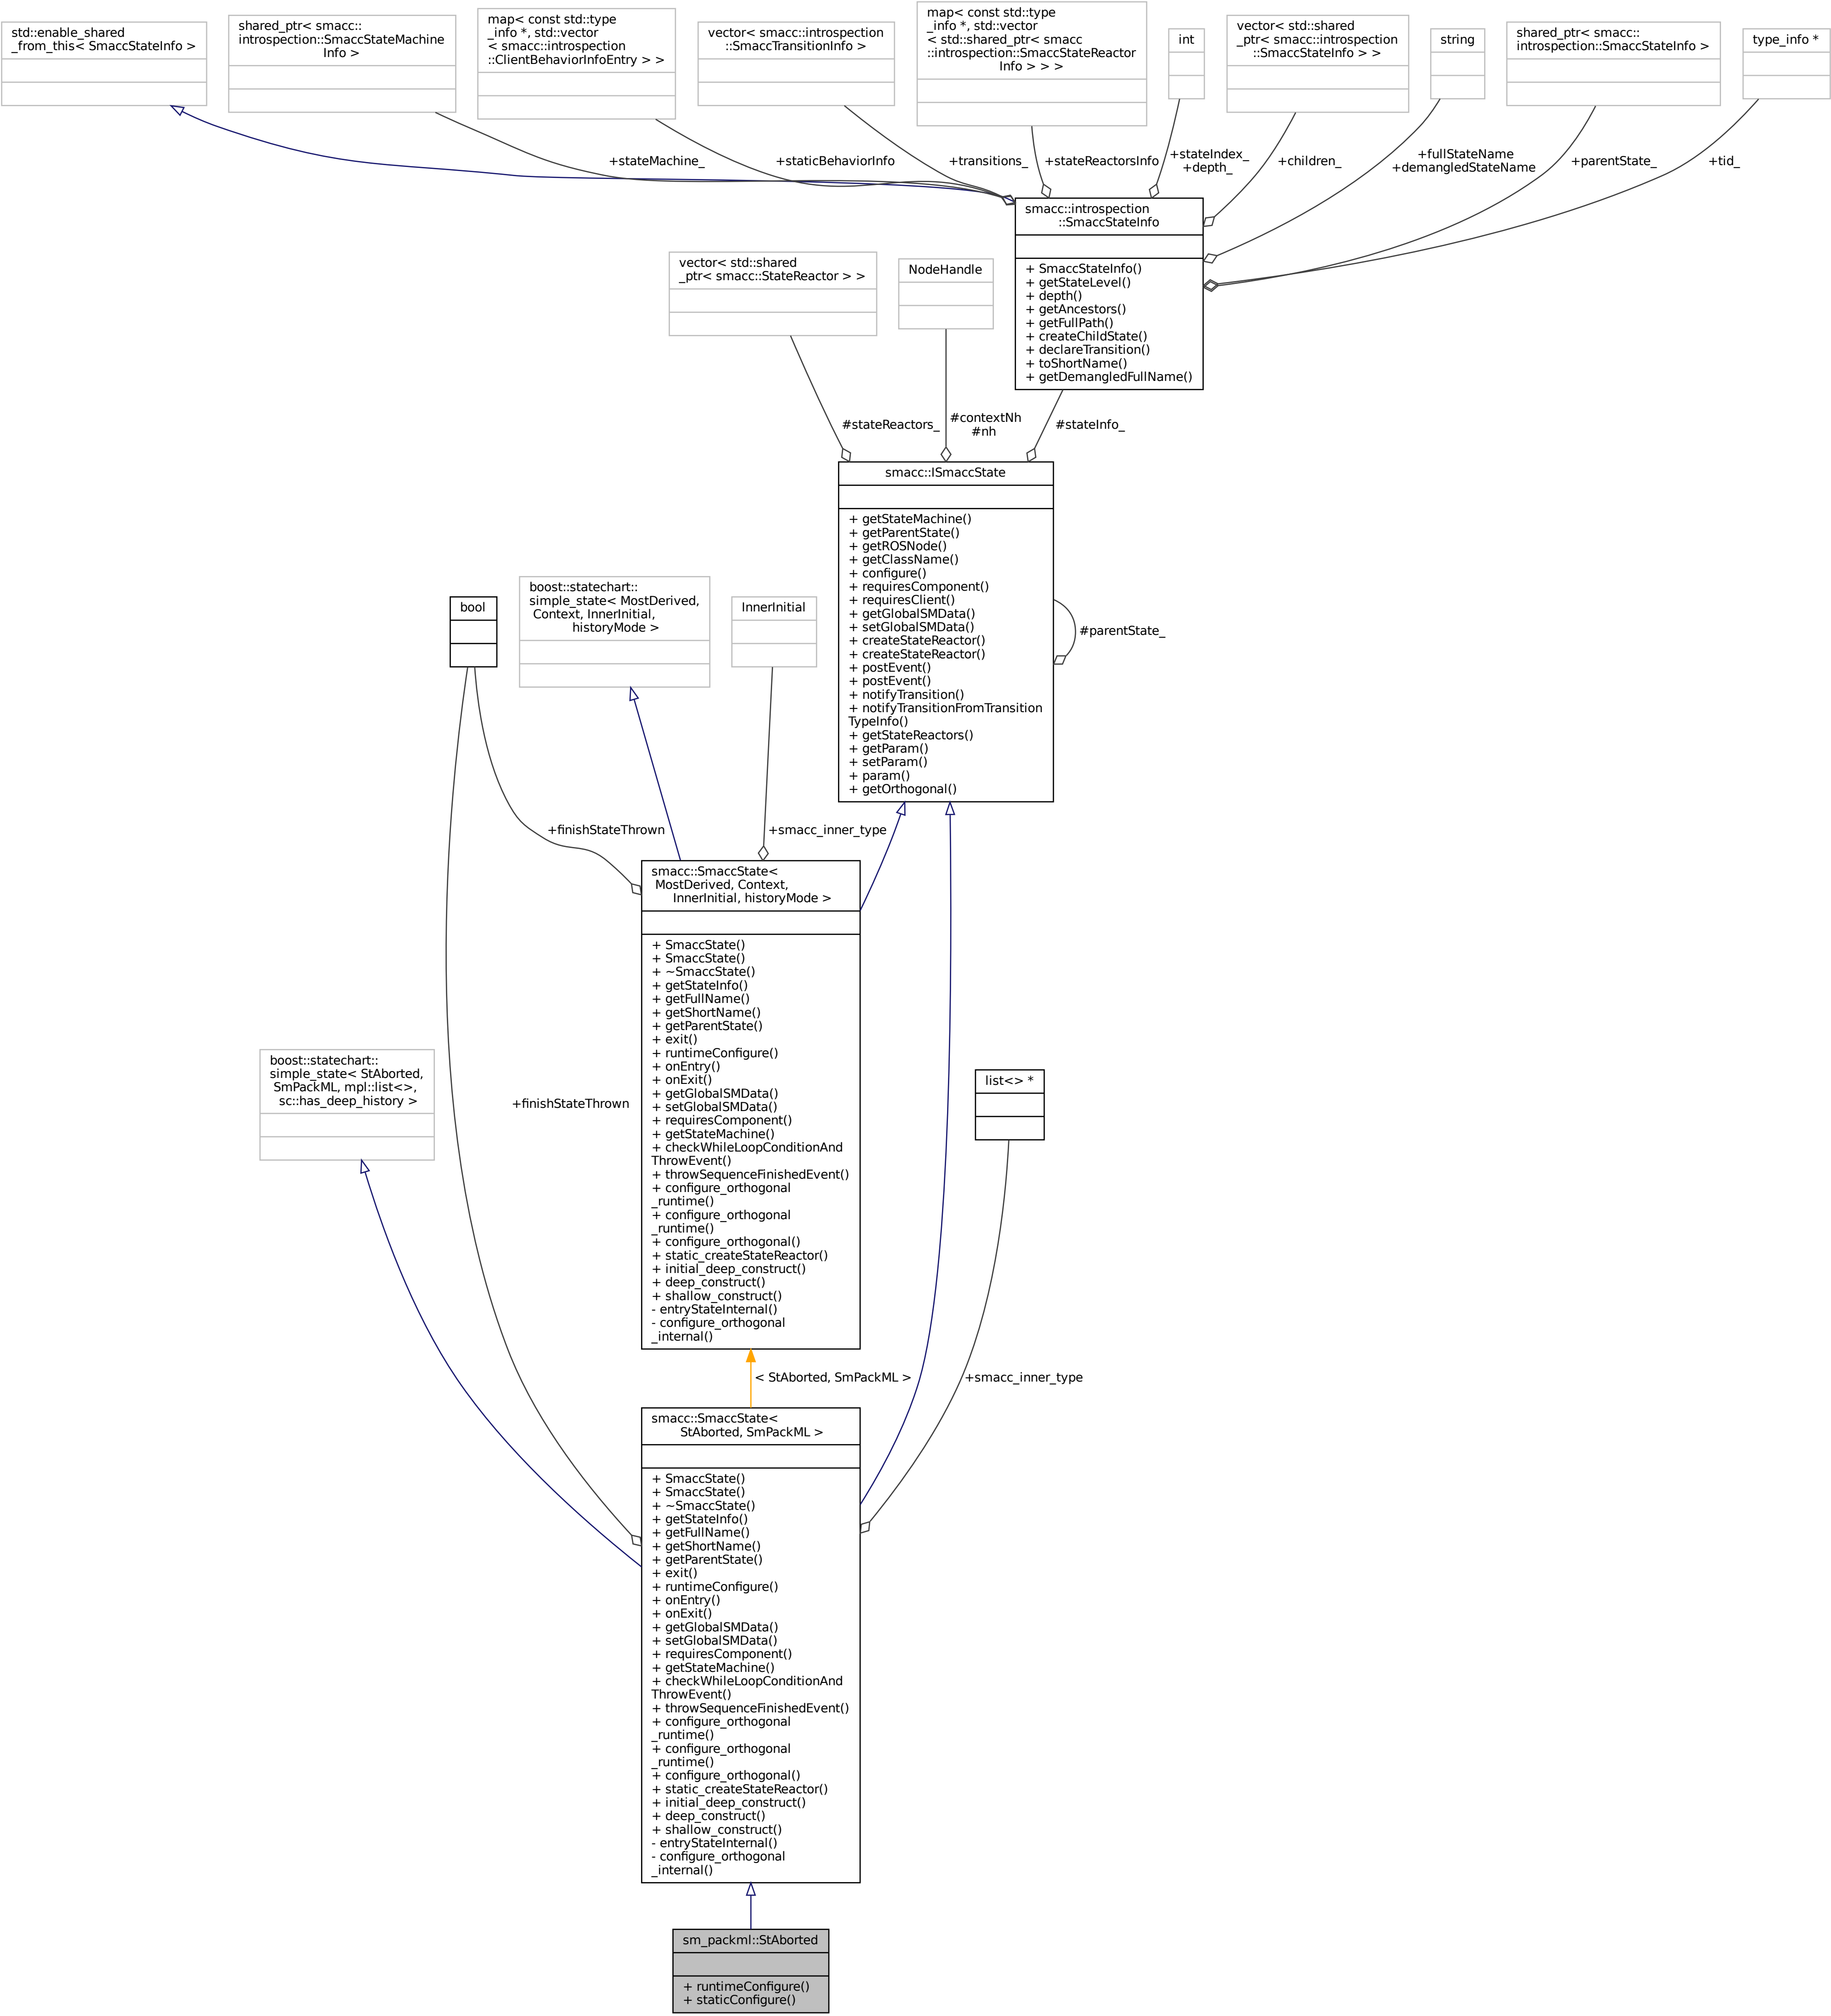 std::enable_shared
_from_this< SmaccStateInfo >
shared_ptr< smacc::
introspection::SmaccStateMachine
Info >
map< const std::type
_info *, std::vector
< smacc::introspection
::ClientBehaviorInfoEntry > >
vector< smacc::introspection
::SmaccTransitionInfo >
map< const std::type
_info *, std::vector
< std::shared_ptr< smacc
::introspection::SmaccStateReactor
Info > > >
int
vector< std::shared
_ptr< smacc::introspection
::SmaccStateInfo > >
string
shared_ptr< smacc::
introspection::SmaccStateInfo >
type_info *
+stateMachine_
+staticBehaviorInfo
+transitions_
+stateReactorsInfo
+stateIndex_
+depth_
+children_
+fullStateName
+demangledStateName
+parentState_
+tid_
smacc::introspection
::SmaccStateInfo
+ SmaccStateInfo()
+ getStateLevel()
+ depth()
+ getAncestors()
+ getFullPath()
+ createChildState()
+ declareTransition()
+ toShortName()
+ getDemangledFullName()
vector< std::shared
_ptr< smacc::StateReactor > >
NodeHandle
#stateReactors_
#contextNh
#nh
#stateInfo_
smacc::ISmaccState
+ getStateMachine()
+ getParentState()
+ getROSNode()
+ getClassName()
+ configure()
+ requiresComponent()
+ requiresClient()
+ getGlobalSMData()
+ setGlobalSMData()
+ createStateReactor()
+ createStateReactor()
+ postEvent()
+ postEvent()
+ notifyTransition()
+ notifyTransitionFromTransition
TypeInfo()
+ getStateReactors()
+ getParam()
+ setParam()
+ param()
+ getOrthogonal()
#parentState_
bool
boost::statechart::
simple_state< MostDerived,
Context, InnerInitial,
historyMode >
InnerInitial
+finishStateThrown
+smacc_inner_type
smacc::SmaccState<
MostDerived, Context,
InnerInitial, historyMode >
+ SmaccState()
+ SmaccState()
+ ~SmaccState()
+ getStateInfo()
+ getFullName()
+ getShortName()
+ getParentState()
+ exit()
+ runtimeConfigure()
+ onEntry()
+ onExit()
+ getGlobalSMData()
+ setGlobalSMData()
+ requiresComponent()
+ getStateMachine()
+ checkWhileLoopConditionAnd
ThrowEvent()
+ throwSequenceFinishedEvent()
+ configure_orthogonal
_runtime()
+ configure_orthogonal
_runtime()
+ configure_orthogonal()
+ static_createStateReactor()
+ initial_deep_construct()
+ deep_construct()
+ shallow_construct()
- entryStateInternal()
- configure_orthogonal
_internal()
boost::statechart::
simple_state< StAborted,
SmPackML, mpl::list<>,
sc::has_deep_history >
+finishStateThrown
list<> *
< StAborted, SmPackML >
+smacc_inner_type
smacc::SmaccState<
StAborted, SmPackML >
+ SmaccState()
+ SmaccState()
+ ~SmaccState()
+ getStateInfo()
+ getFullName()
+ getShortName()
+ getParentState()
+ exit()
+ runtimeConfigure()
+ onEntry()
+ onExit()
+ getGlobalSMData()
+ setGlobalSMData()
+ requiresComponent()
+ getStateMachine()
+ checkWhileLoopConditionAnd
ThrowEvent()
+ throwSequenceFinishedEvent()
+ configure_orthogonal
_runtime()
+ configure_orthogonal
_runtime()
+ configure_orthogonal()
+ static_createStateReactor()
+ initial_deep_construct()
+ deep_construct()
+ shallow_construct()
- entryStateInternal()
- configure_orthogonal
_internal()
sm_packml::StAborted
+ runtimeConfigure()
+ staticConfigure()